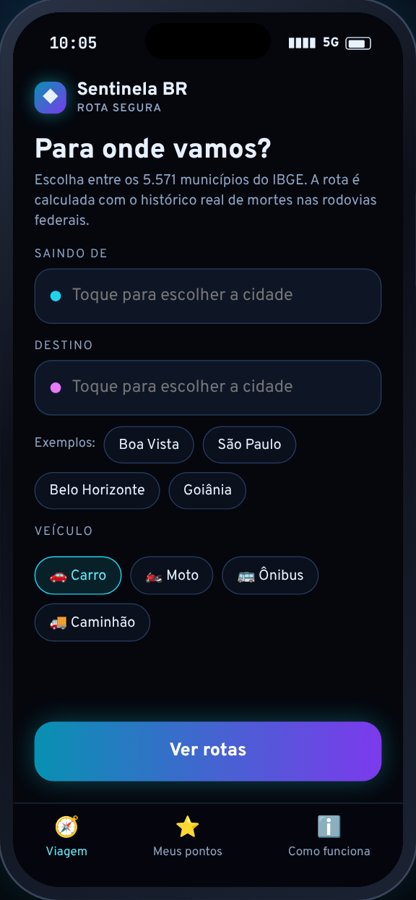 10:05
5G
Sentinela BR
ROTA SEGURA
Para onde vamos?
Escolha entre os 5.571 municípios do IBGE. A rota é
calculada com o histórico real de mortes nas rodovias
federais.
SAINDO DE
Toque para escolher a cidade
DESTINO
Toque para escolher a cidade
Exemplos: Boa Vista São Paulo
Belo Horizonte Goiânia
VEÍCULO
Carro Moto Ônibus
Caminhão
Ver rotas
Viagem Meus pontos Como funciona